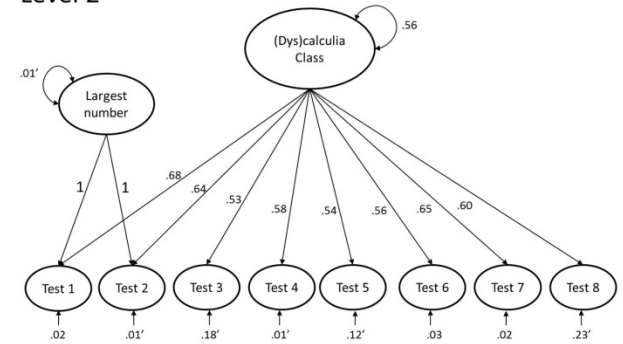 .56
(Dys)calculia
Class
.01′
Largest
number
1 1 .68 .64 .53 .58 .54 .56 .65 .60
Test 1 Test 2 Test 3 Test 4 Test 5 Test 6 Test 7 Test 8
.02 .01′ .18′ .01′ .12′ .03 .02 .23′